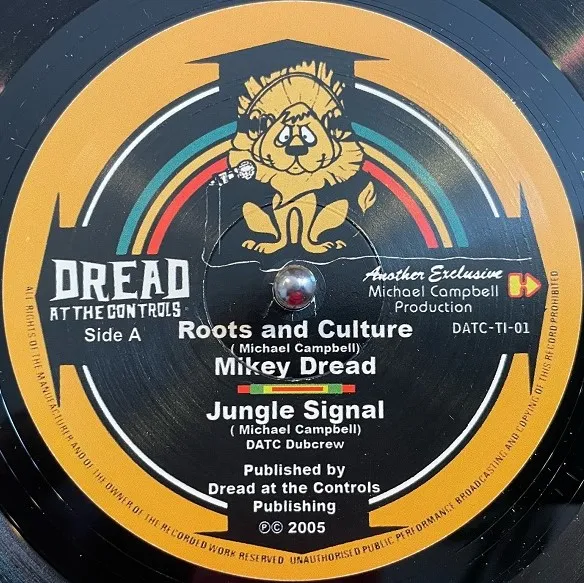 DREAD
AT THE CONTROLS
Side A
Another Exclusive
Michael Campbell
Production
DATC-TI-01
Roots and Culture
( Michael Campbell)
Mikey Dread
Jungle Signal
( Michael Campbell)
DATC Dubcrew
Published by
Dread at the Controls
Publishing
℗© 2005
ALL RIGHTS OF THE MANUFACTURER AND OF THE OWNER OF THE RECORDED WORK RESERVED. UNAUTHORISED PUBLIC PERFORMANCE BROADCASTING AND COPYING OF THIS RECORD PROHIBITED